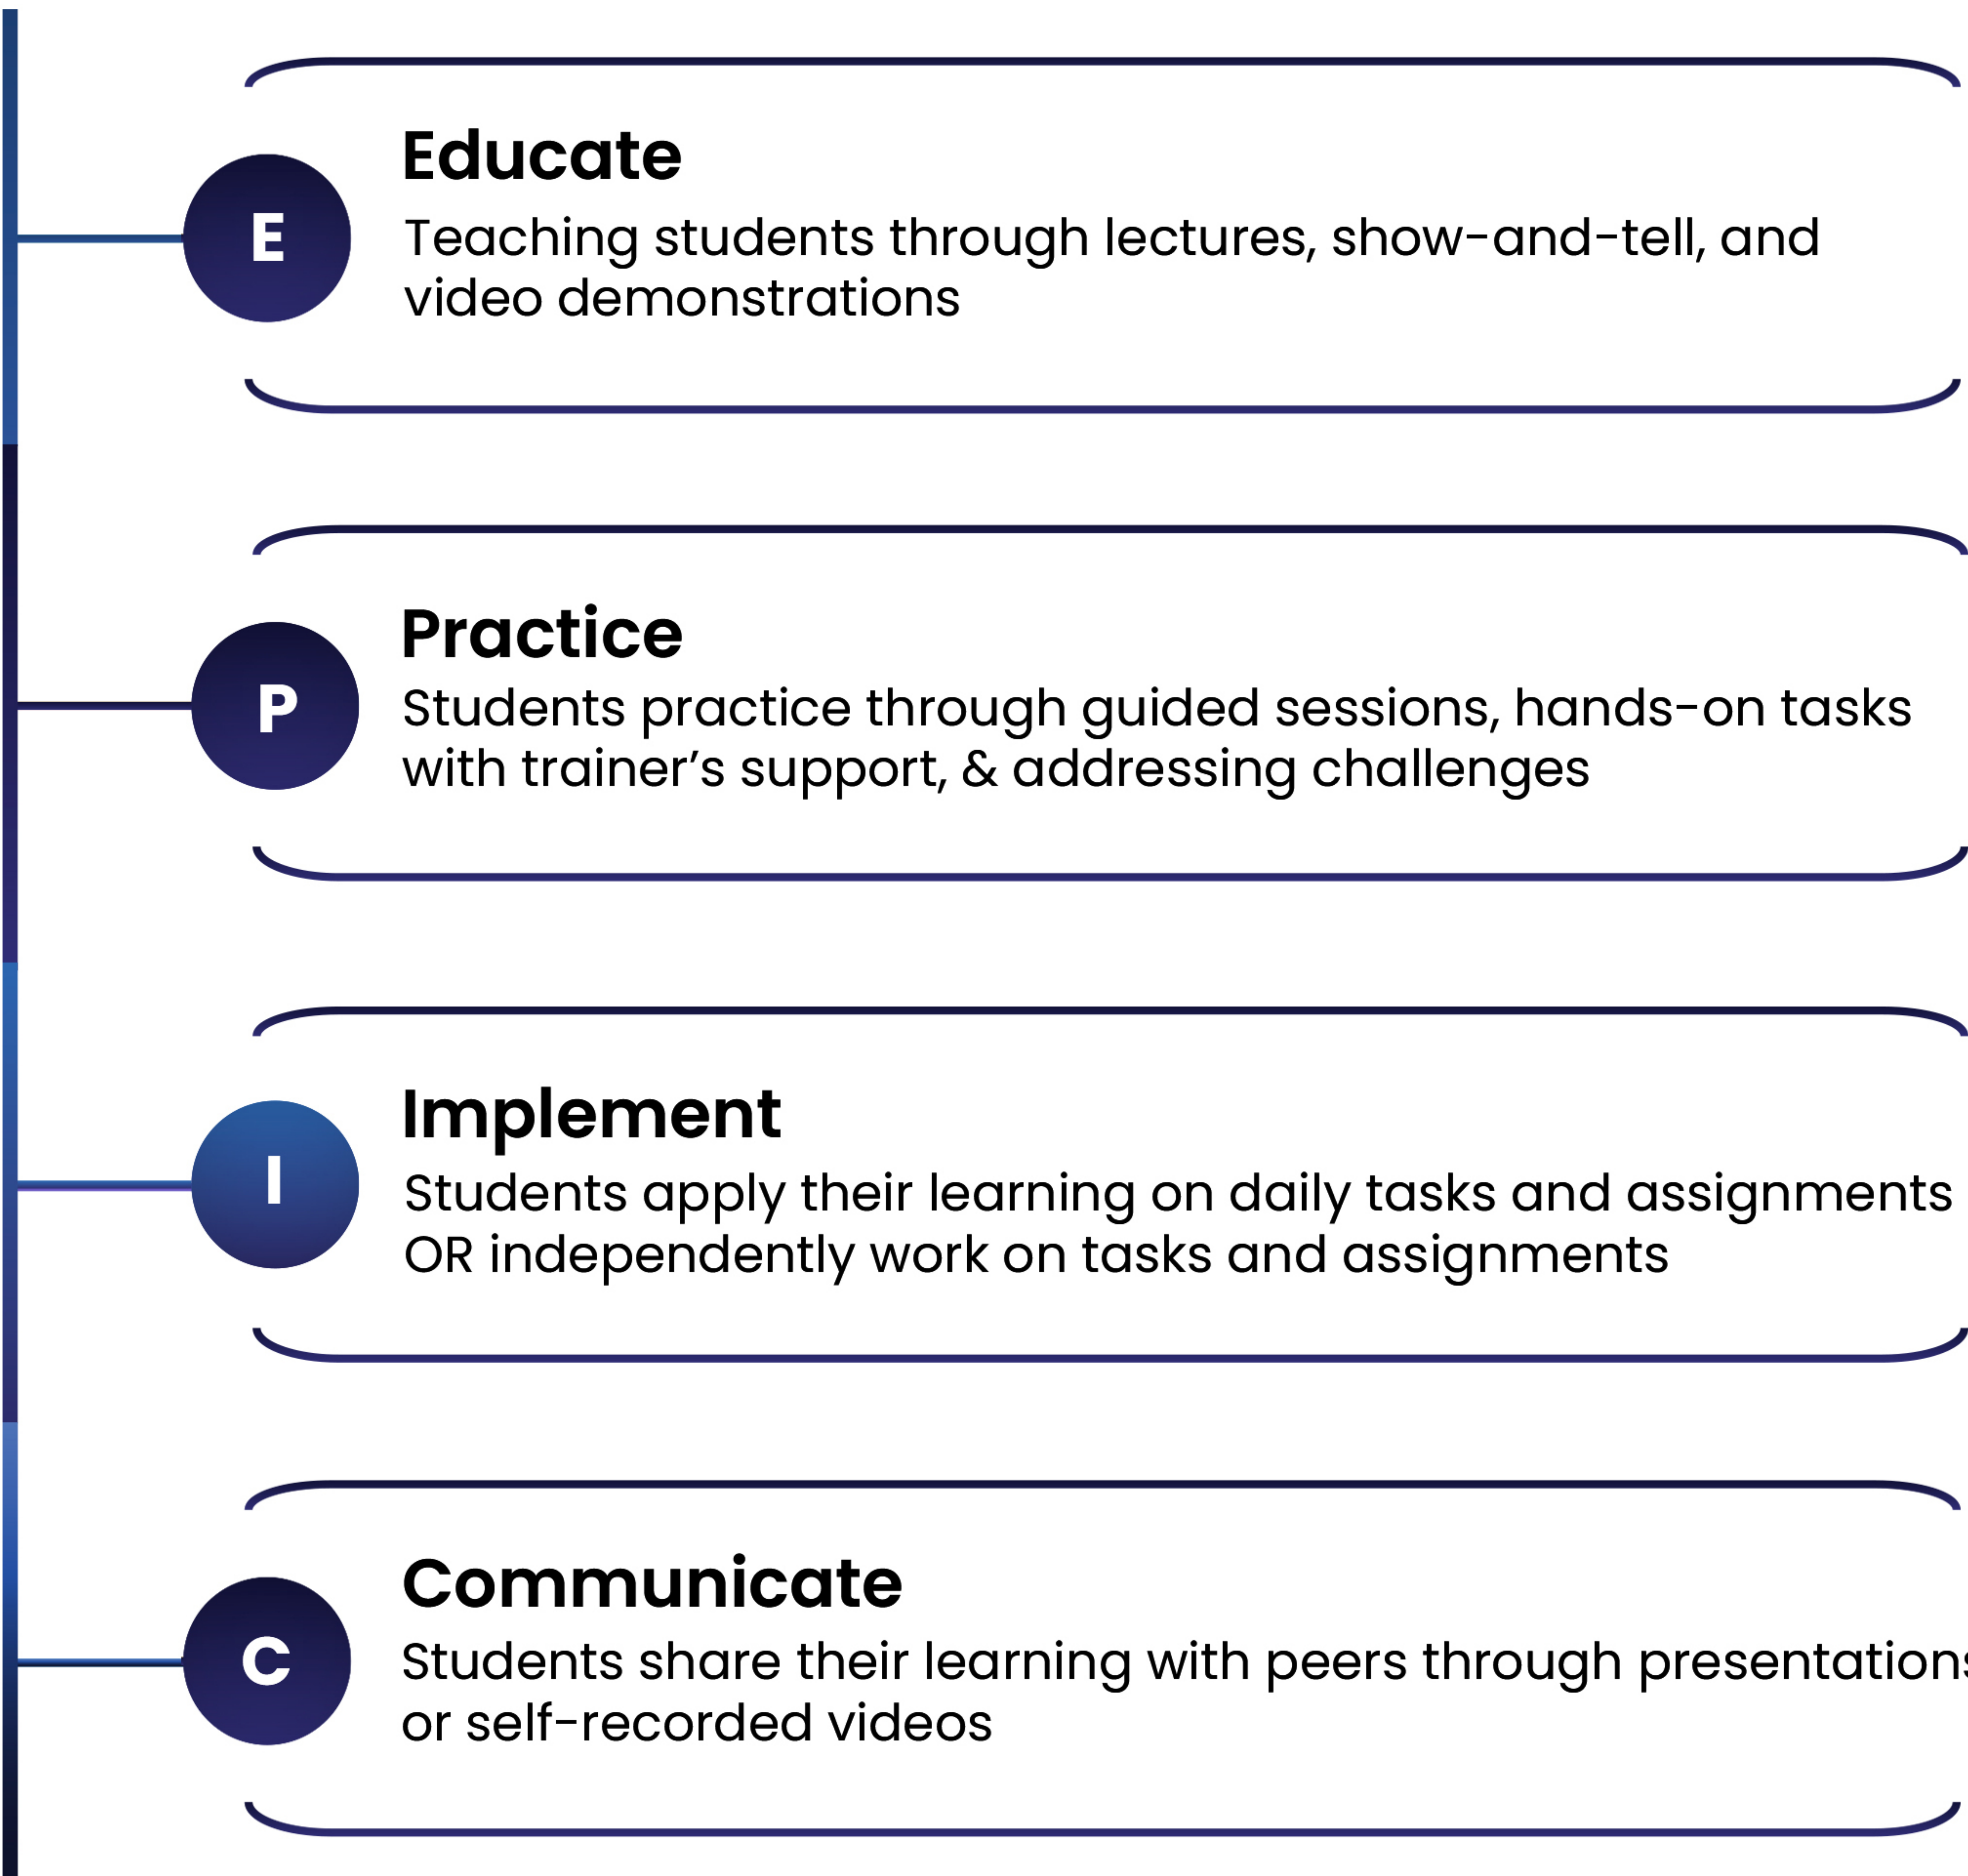 E
Educate
Teaching students through lectures, show-and-tell, and
video demonstrations
P
Practice
Students practice through guided sessions, hands-on tasks
with trainer’s support, & addressing challenges
I
Implement
Students apply their learning on daily tasks and assignments
OR independently work on tasks and assignments
C
Communicate
Students share their learning with peers through presentations
or self-recorded videos